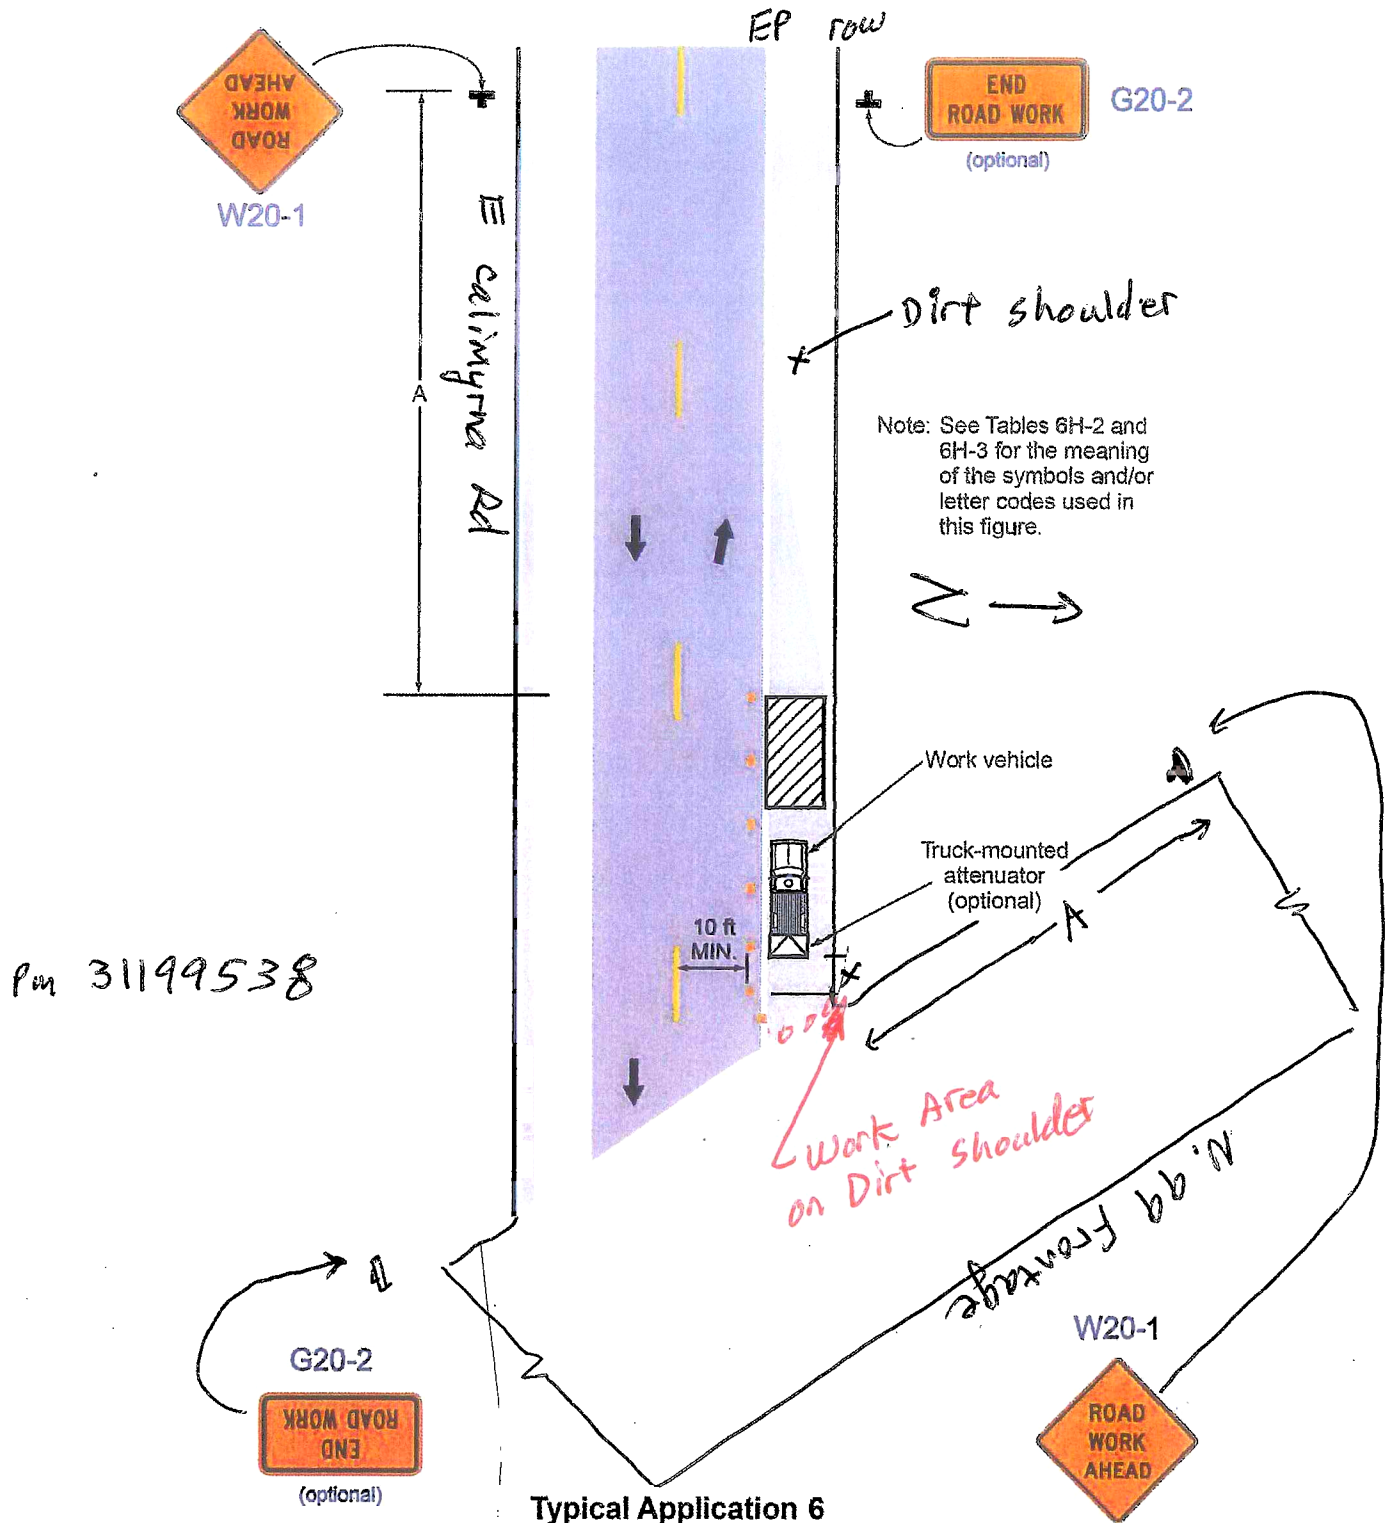 EP row
ROAD
WORK
AHEAD
W20-1
END
ROAD WORK
G20-2
(optional)
E Calimyrna Rd
A
Dirt shoulder
Note: See Tables 6H-2 and
6H-3 for the meaning
of the symbols and/or
letter codes used in
this figure.
N
Work vehicle
Truck-mounted
attenuator
(optional)
A
10 ft
MIN.
Pm 31199538
Work Area
on Dirt Shoulder
N. 99 Frontage
W20-1
ROAD
WORK
AHEAD
G20-2
END
ROAD WORK
(optional)
Typical Application 6